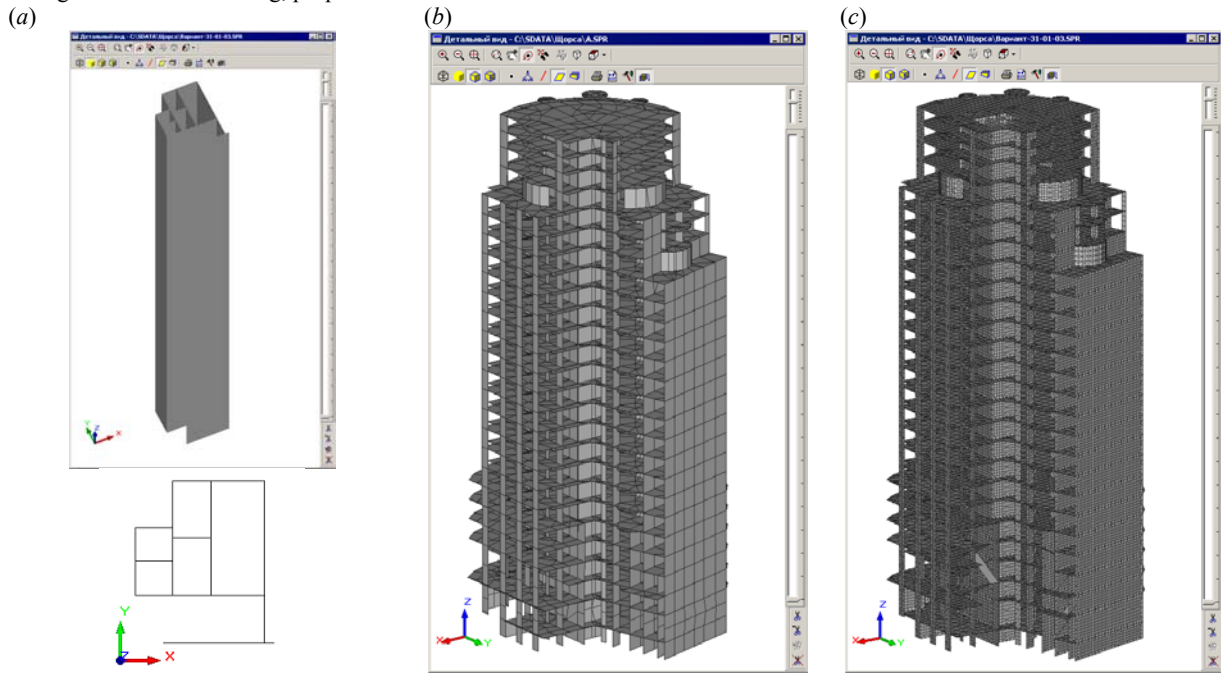 (a)
(b)
(c)
Детальный вид - C:\SDATA\Щорса\Вариант-31-01-03.SPR
Детальный вид - C:\SDATA\Щорса\A.SPR
Детальный вид - C:\SDATA\Щорса\Вариант-31-01-03.SPR
Y
Z
X
Z
X
Y
Z
X
Y
Y
Z
X